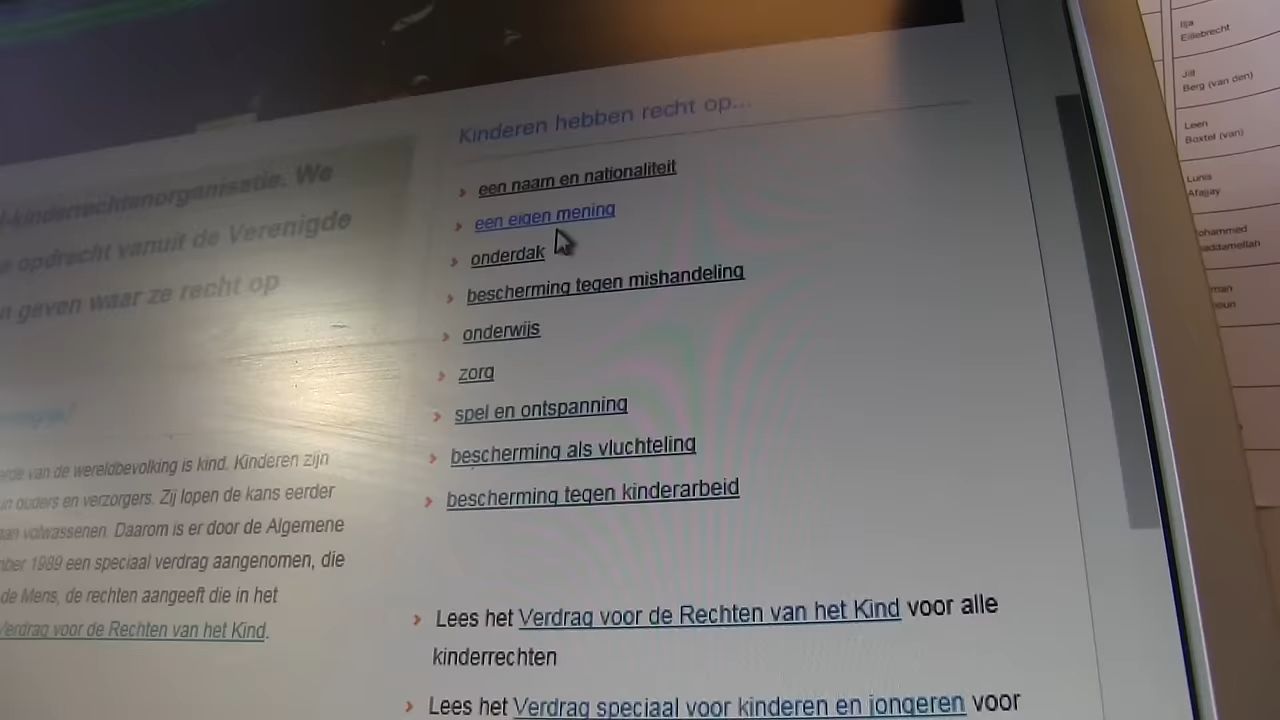 Kinderen hebben recht op...
een naam en nationaliteit
een eigen mening
onderdak
bescherming tegen mishandeling
onderwijs
zorg
spel en ontspanning
bescherming als vluchteling
bescherming tegen kinderarbeid
Lees het Verdrag voor de Rechten van het Kind voor alle
kinderrechten
Lees het Verdrag speciaal voor kinderen en jongeren voor
kinderrechtenorganisatie. We
opdracht vanuit de Verenigde
geven waar ze recht op
van de wereldbevolking is kind. Kinderen zijn
ouders en verzorgers. Zij lopen de kans eerder
volwassenen. Daarom is er door de Algemene
1989 een speciaal verdrag aangenomen, die
de Mens, de rechten aangeeft die in het
Verdrag voor de Rechten van het Kind.
Ilja
Eillebrecht
Jill
Berg (van den)
Leen
Boxtel (van)
Lunia
Afajjay